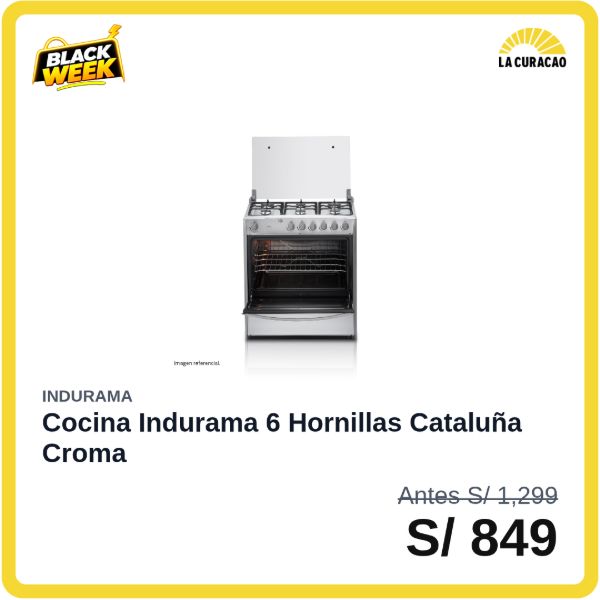 BLACK
WEEK
LA CURACAO
Imagen referencial.
INDURAMA
Cocina Indurama 6 Hornillas Cataluña
Croma
Antes S/ 1,299
S/ 849